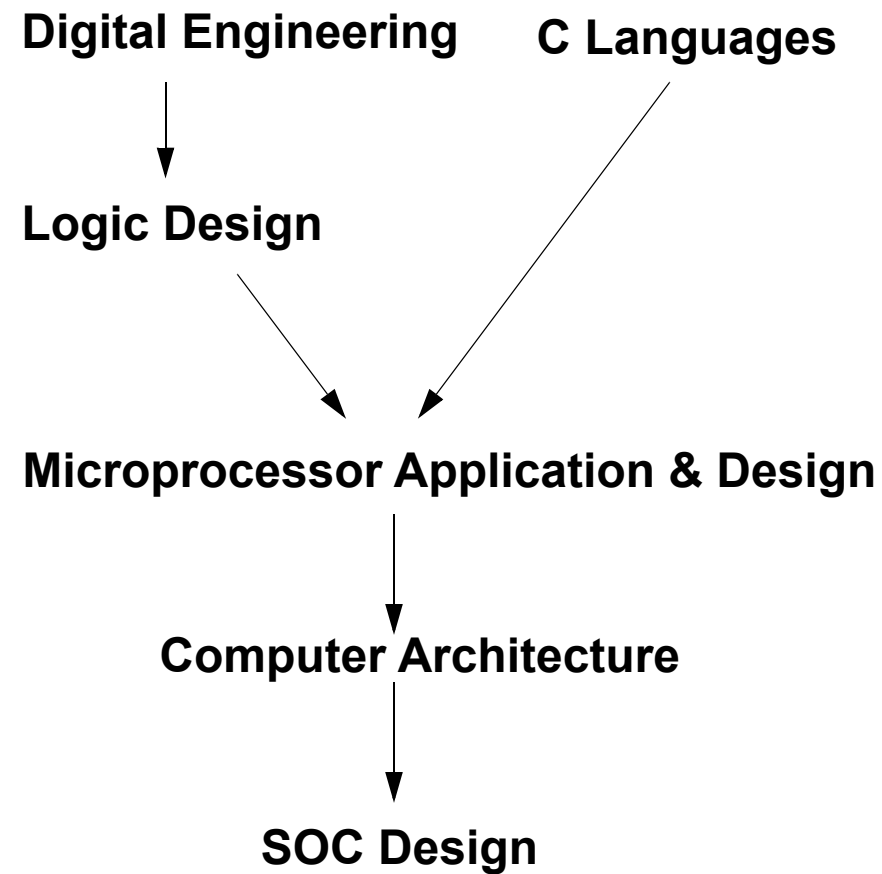 Digital Engineering
C Languages
Logic Design
Microprocessor Application & Design
Computer Architecture
SOC Design